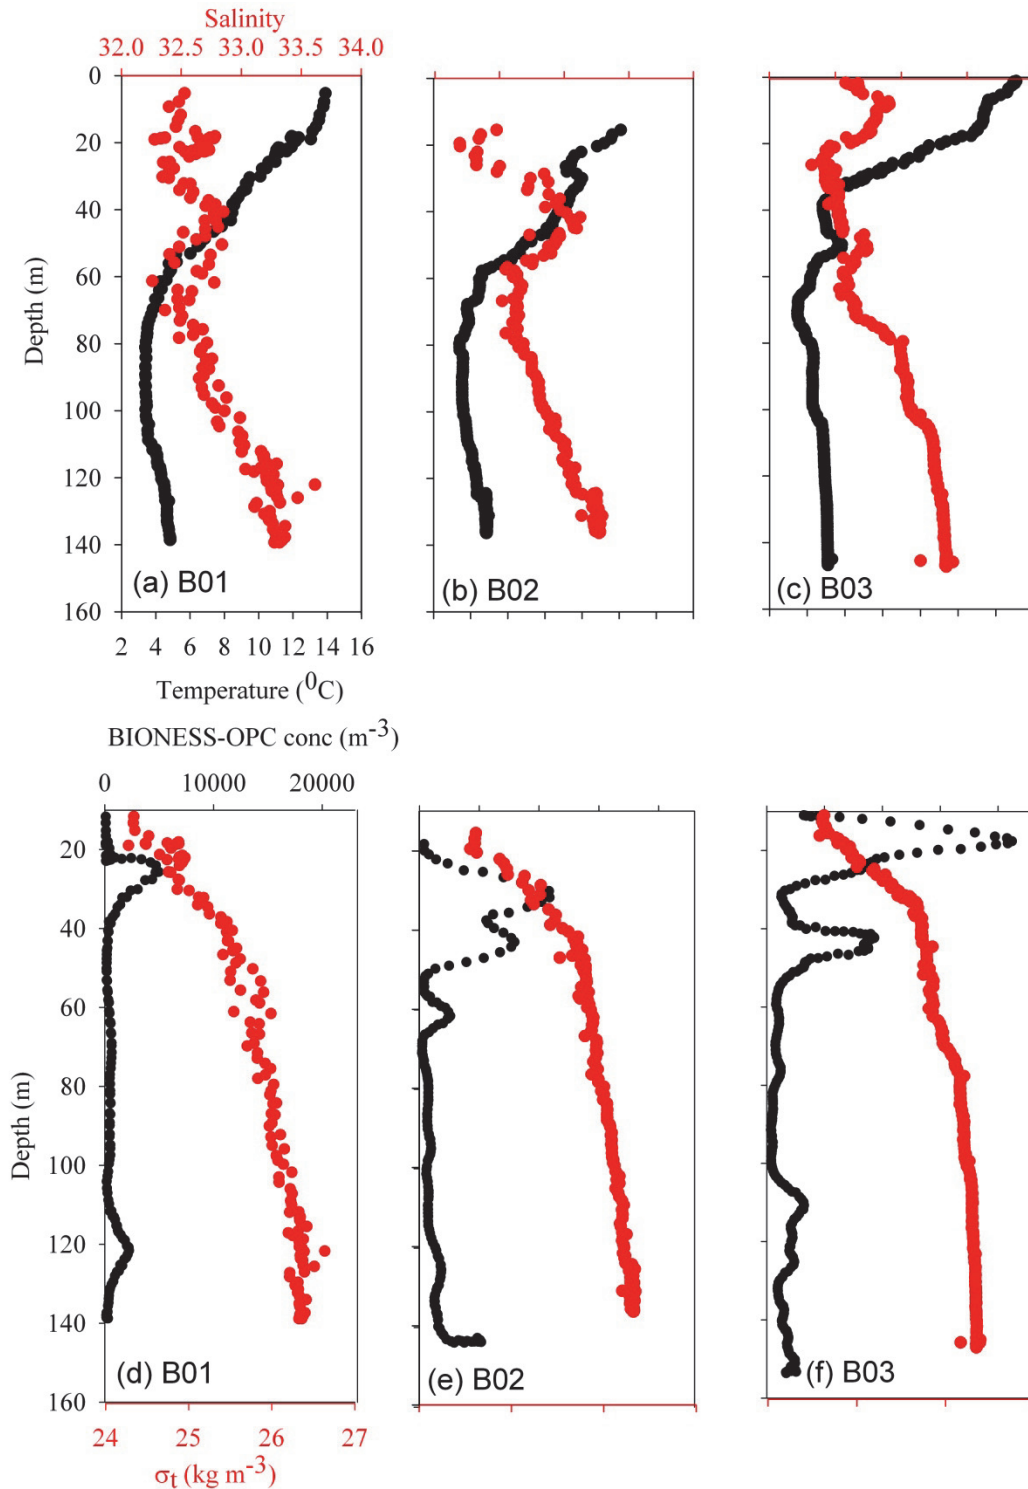 Salinity
32.0 32.5 33.0 33.5 34.0
0
20
40
60
80
100
120
140
160
Depth (m)
(a) B01
(b) B02
(c) B03
2 4 6 8 10 12 14 16
Temperature (⁰C)
BIONESS-OPC conc (m⁻³)
0 10000 20000
20
40
60
80
100
120
140
160
Depth (m)
(d) B01
(e) B02
(f) B03
24 25 26 27
σt (kg m⁻³)